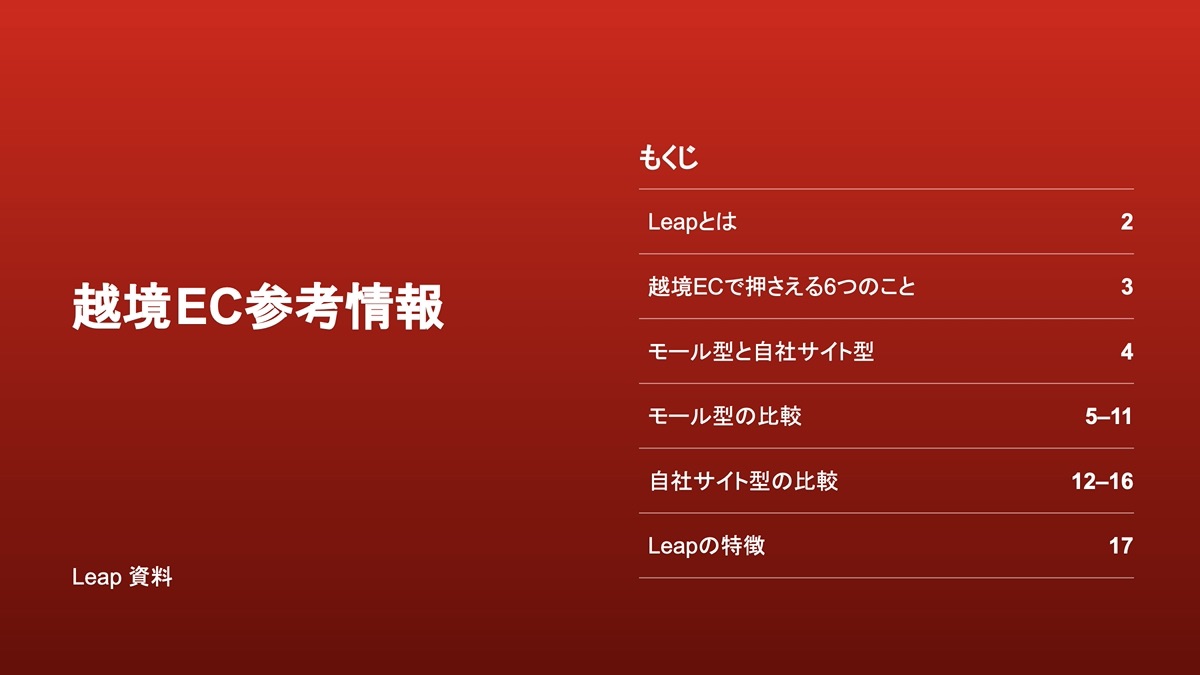 越境EC参考情報
Leap 資料
もくじ
Leapとは 2
越境ECで押さえる6つのこと 3
モール型と自社サイト型 4
モール型の比較 5–11
自社サイト型の比較 12–16
Leapの特徴 17